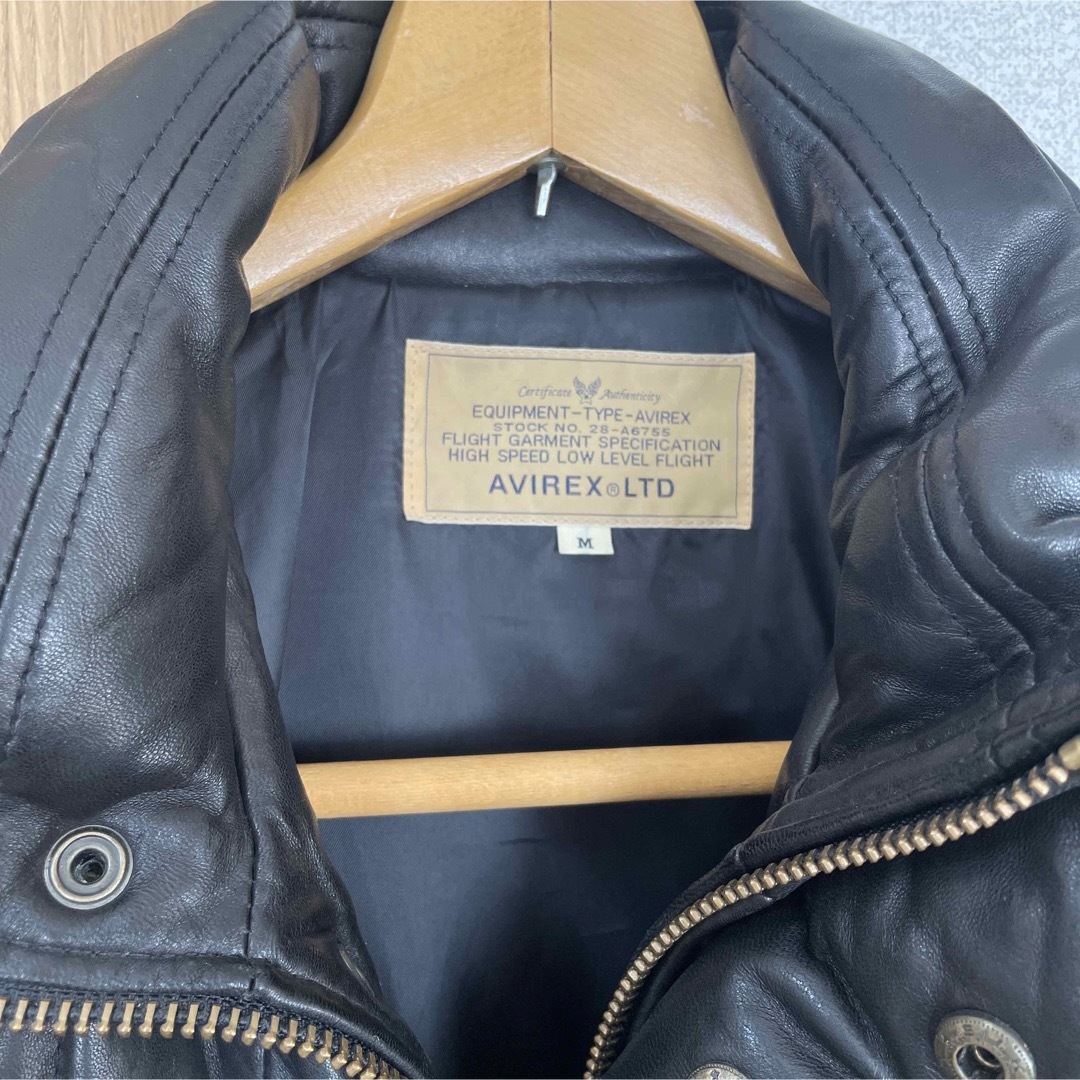 Certificate Authenticity
EQUIPMENT-TYPE-AVIREX
STOCK NO. 28-A6755
FLIGHT GARMENT SPECIFICATION
HIGH SPEED LOW LEVEL FLIGHT
AVIREX® LTD
M